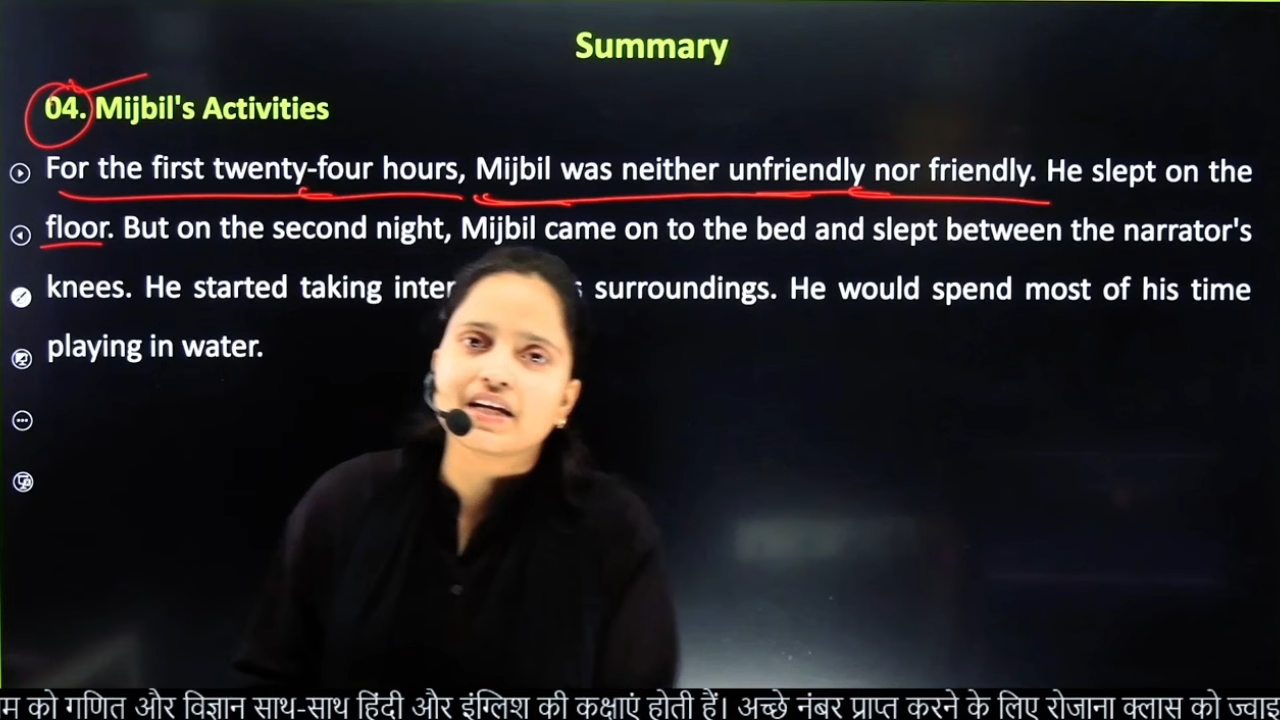 Summary
04. Mijbil's Activities
For the first twenty-four hours, Mijbil was neither unfriendly nor friendly. He slept on the
floor. But on the second night, Mijbil came on to the bed and slept between the narrator's
knees. He started taking surroundings. He would spend most of his time
playing in water.
को गणित और विज्ञान साथ-साथ हिंदी और इंग्लिश की कक्षाएं होती हैं। अच्छे नंबर प्राप्त करने के लिए रोजाना क्लास को